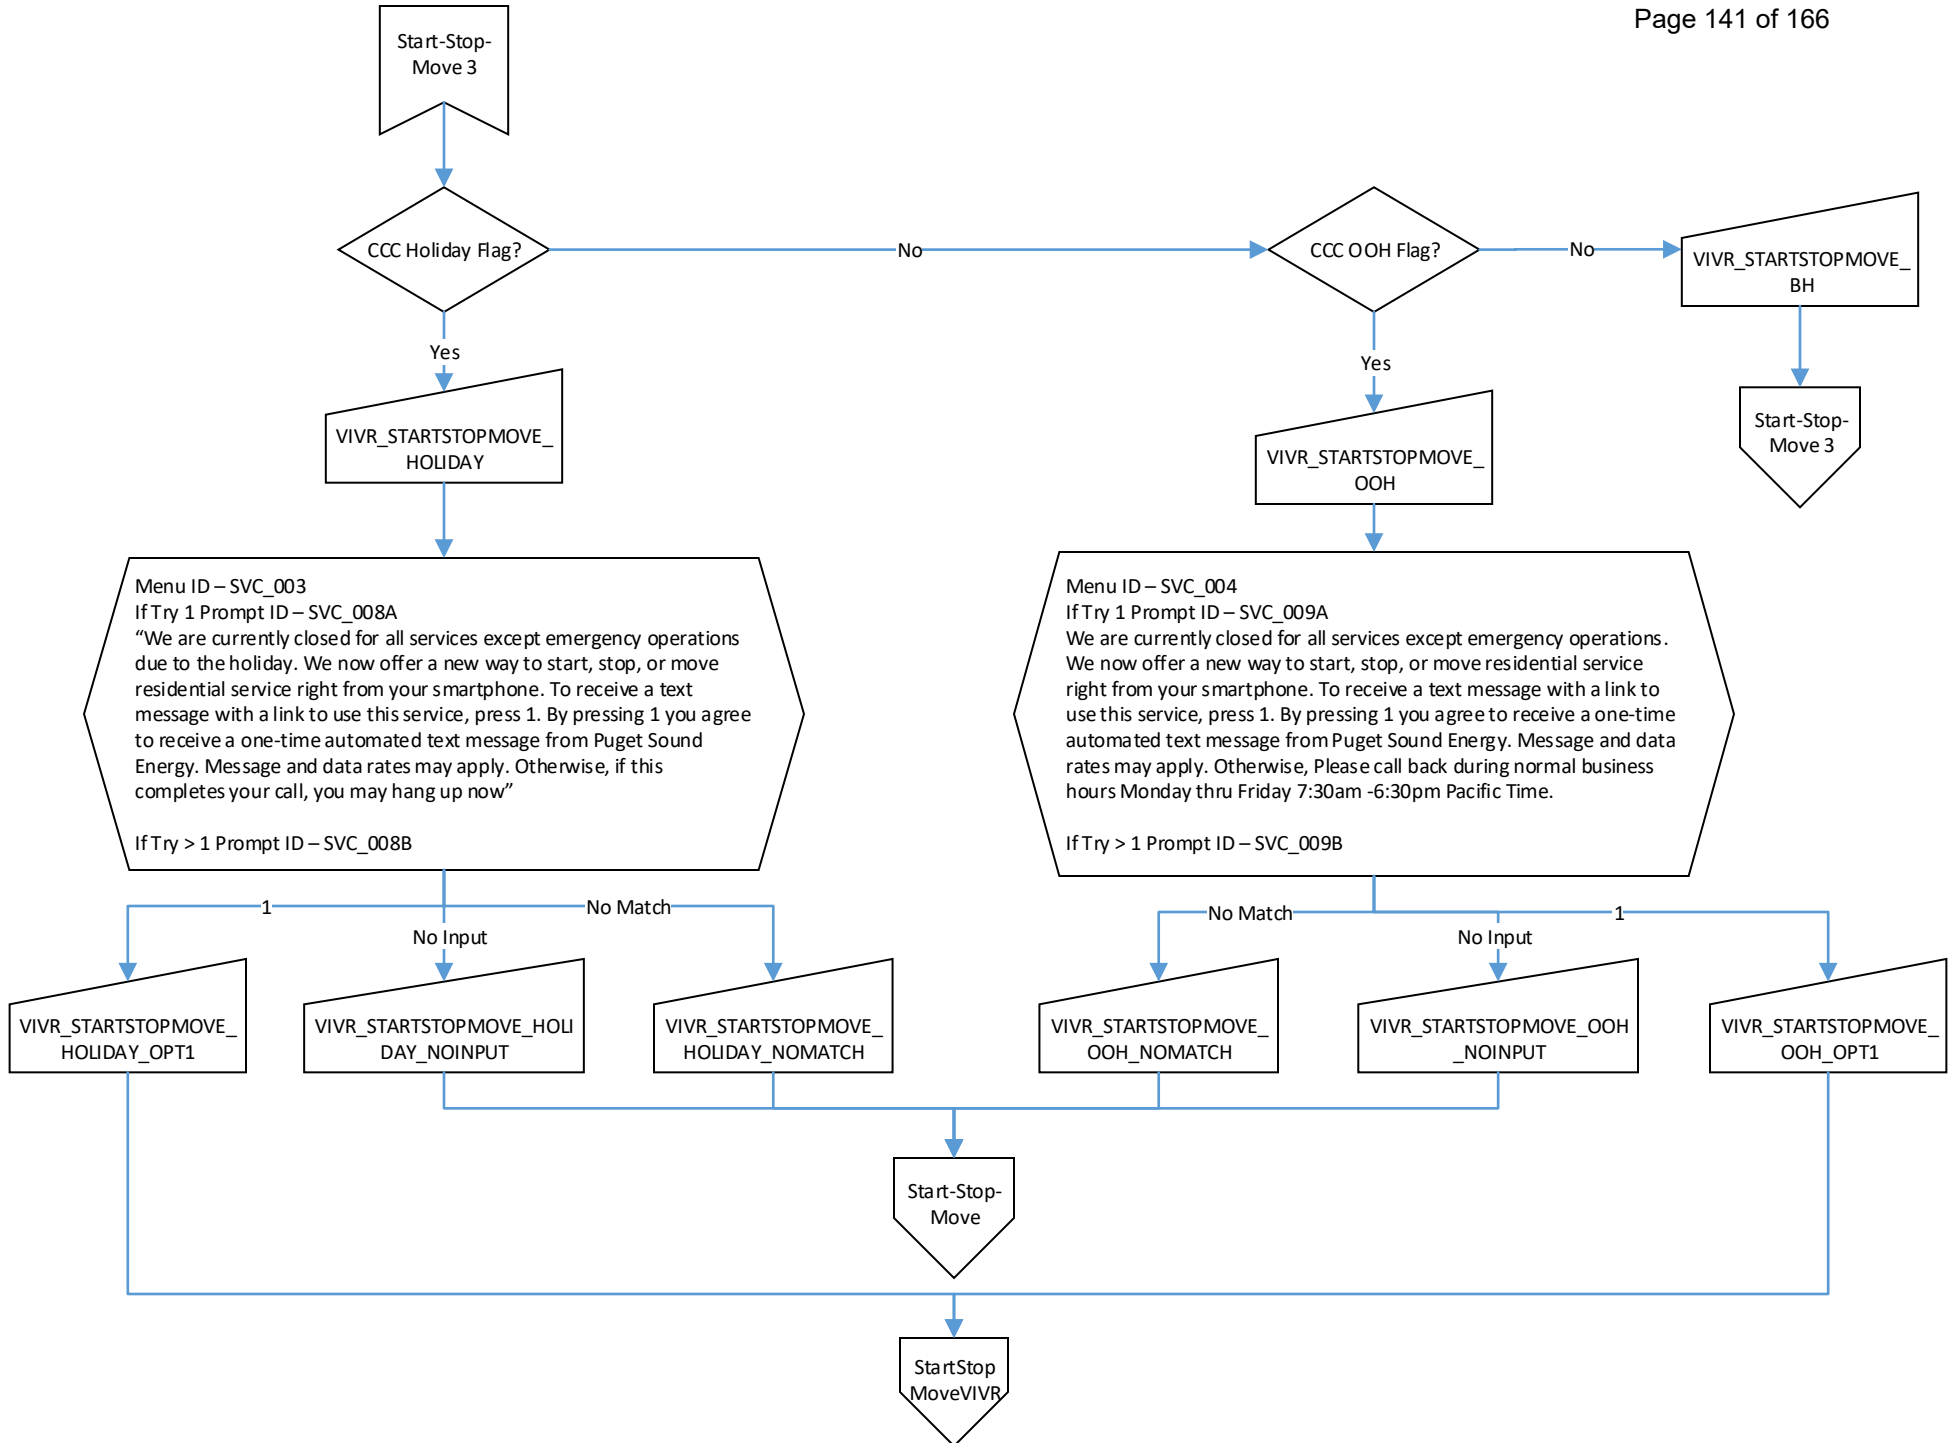 Page 141 of 166
Start-Stop-
Move 3
CCC Holiday Flag?
No
CCC OOH Flag?
No
VIVR_STARTSTOPMOVE_
BH
Yes
Yes
VIVR_STARTSTOPMOVE_
HOLIDAY
VIVR_STARTSTOPMOVE_
OOH
Start-Stop-
Move 3
Menu ID – SVC_003
If Try 1 Prompt ID – SVC_008A
“We are currently closed for all services except emergency operations
due to the holiday. We now offer a new way to start, stop, or move
residential service right from your smartphone. To receive a text
message with a link to use this service, press 1. By pressing 1 you agree
to receive a one-time automated text message from Puget Sound
Energy. Message and data rates may apply. Otherwise, if this
completes your call, you may hang up now”
If Try > 1 Prompt ID – SVC_008B
Menu ID – SVC_004
If Try 1 Prompt ID – SVC_009A
We are currently closed for all services except emergency operations.
We now offer a new way to start, stop, or move residential service
right from your smartphone. To receive a text message with a link to
use this service, press 1. By pressing 1 you agree to receive a one-time
automated text message from Puget Sound Energy. Message and data
rates may apply. Otherwise, Please call back during normal business
hours Monday thru Friday 7:30am -6:30pm Pacific Time.
If Try > 1 Prompt ID – SVC_009B
1
No Input
No Match
No Match
No Input
1
VIVR_STARTSTOPMOVE_
HOLIDAY_OPT1
VIVR_STARTSTOPMOVE_HOLI
DAY_NOINPUT
VIVR_STARTSTOPMOVE_
HOLIDAY_NOMATCH
VIVR_STARTSTOPMOVE_
OOH_NOMATCH
VIVR_STARTSTOPMOVE_OOH
_NOINPUT
VIVR_STARTSTOPMOVE_
OOH_OPT1
Start-Stop-
Move
StartStop
MoveVIVR